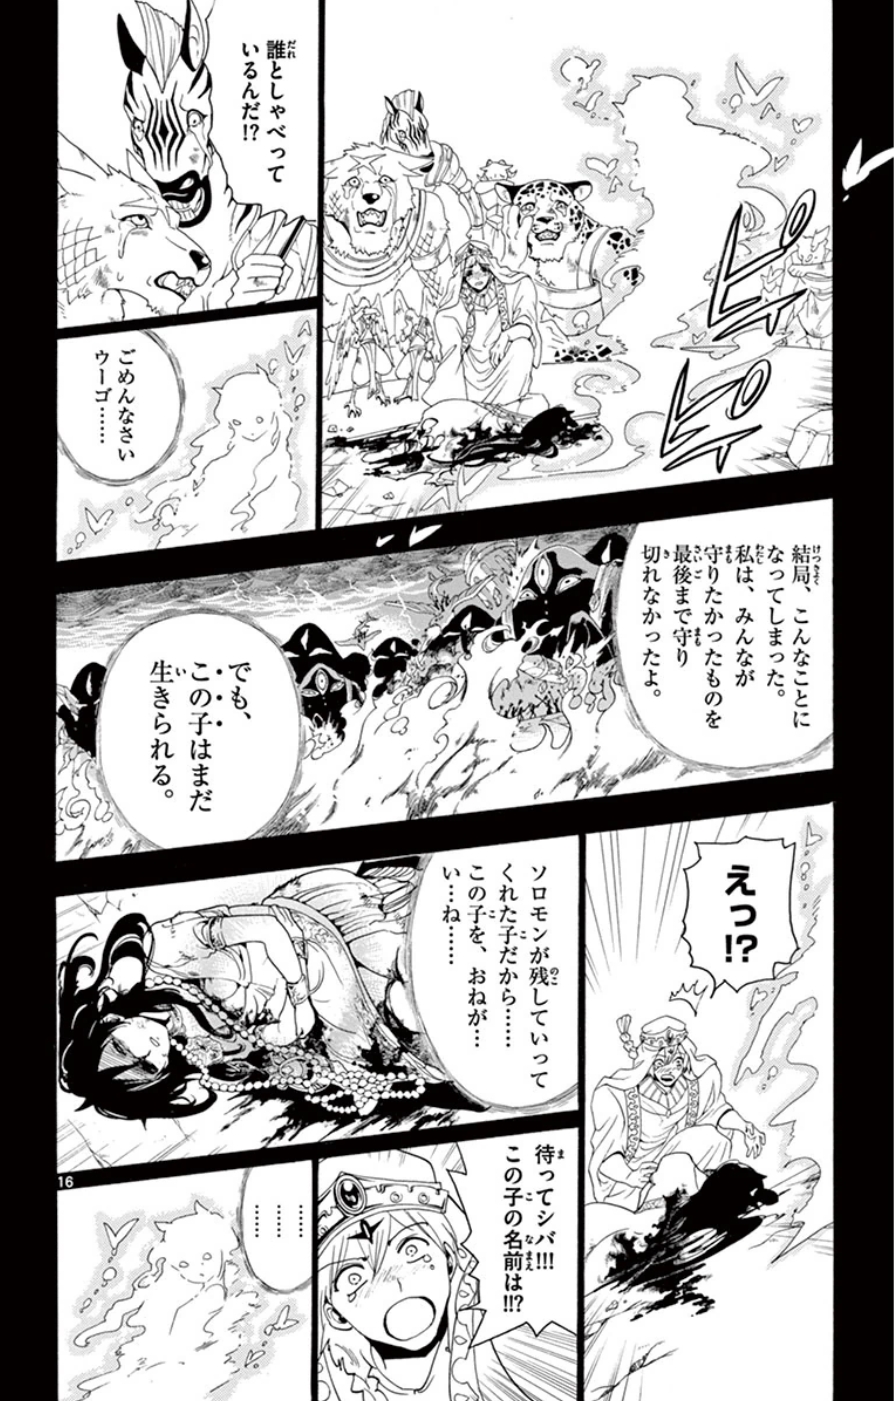 ピピピピ
誰としゃべって
いるんだ!?
ごめんなさい
ウーゴ……
結局、こんなことに
なってしまった。
私は、みんなが
守りたかったものを
最後まで守り
切れなかったよ。
でも、
この子はまだ
生きられる。
えっ!?
ソロモンが残していって
くれた子だから……
この子を、おねが…
い…ね……
待ってシバ!!!
この子の名前は!!?
……
……
16